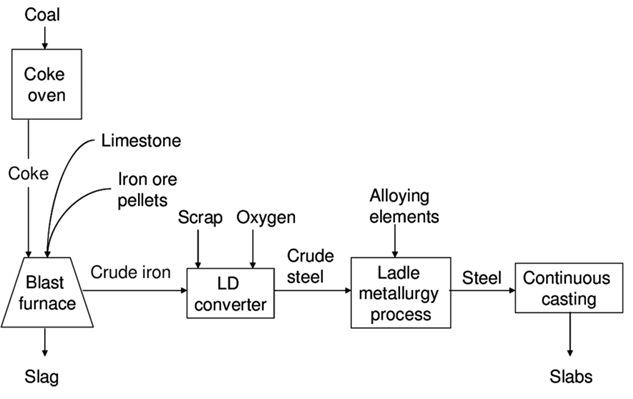 Coal
Coke
oven
Limestone
Coke
Iron ore
pellets
Scrap
Oxygen
Alloying
elements
Blast
furnace
Crude iron
LD
converter
Crude
steel
Ladle
metallurgy
process
Steel
Continuous
casting
Slag
Slabs